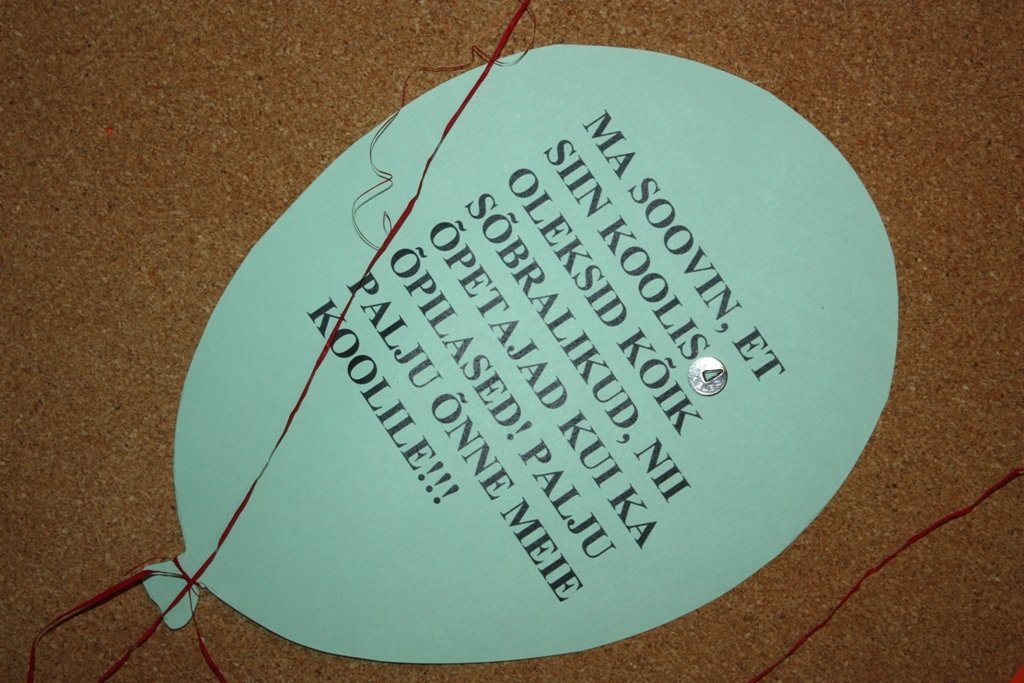 MA SOOVIN, ET
SIIN KOOLIS
OLEKSID KÕIK
SÕBRALIKUD, NII
ÕPETAJAD KUI KA
ÕPILASED! PALJU
PALJU ÕNNE MEIE
KOOLILE!!!